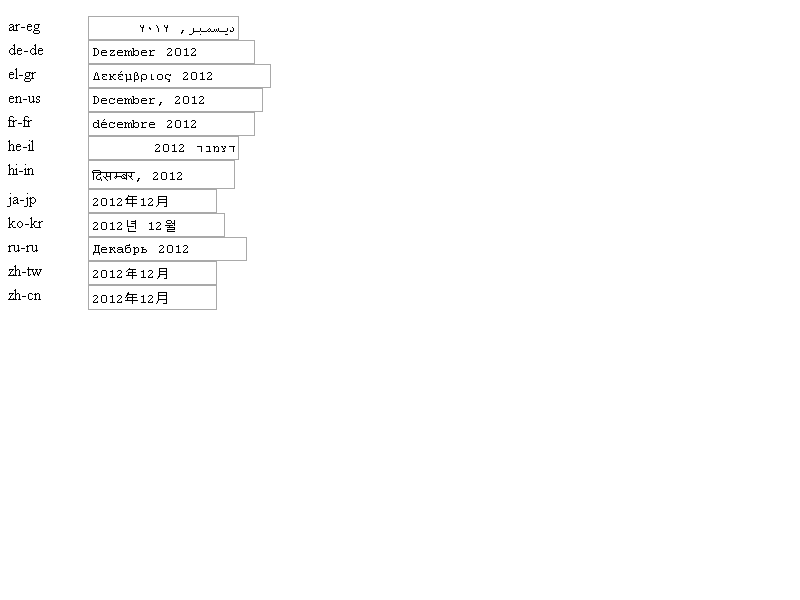 ar-eg ديسمبر, ٢٠١٢
de-de Dezember 2012
el-gr Δεκέμβριος 2012
en-us December, 2012
fr-fr décembre 2012
he-il דצמבר 2012
hi-in दिसम्बर, 2012
ja-jp 2012年12月
ko-kr 2012년 12월
ru-ru Декабрь 2012
zh-tw 2012年12月
zh-cn 2012年12月